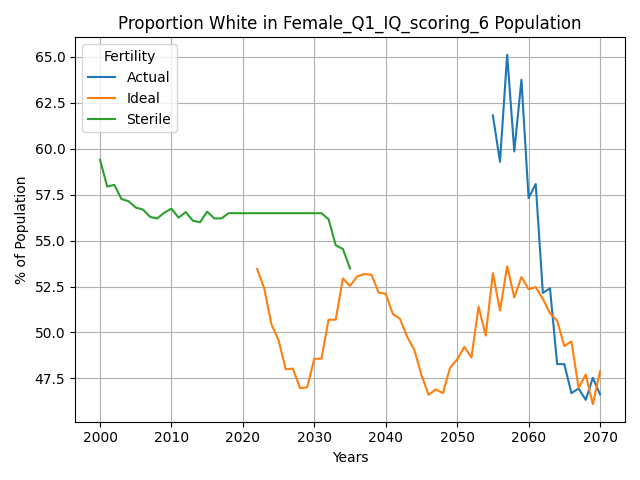 Proportion White in Female_Q1_IQ_scoring_6 Population
Fertility
Actual
Ideal
Sterile
% of Population
65.0
62.5
60.0
57.5
55.0
52.5
50.0
47.5
2000 2010 2020 2030 2040 2050 2060 2070
Years